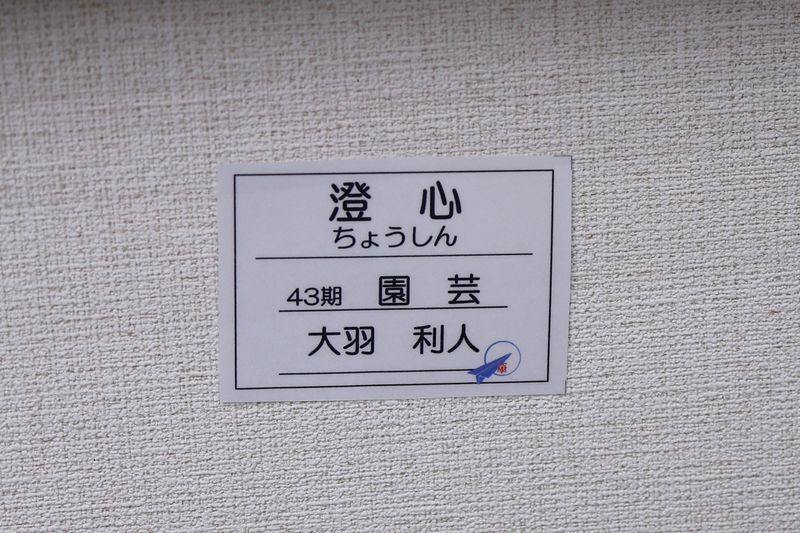 澄 心
ちょうしん
43期 園 芸
大羽 利人